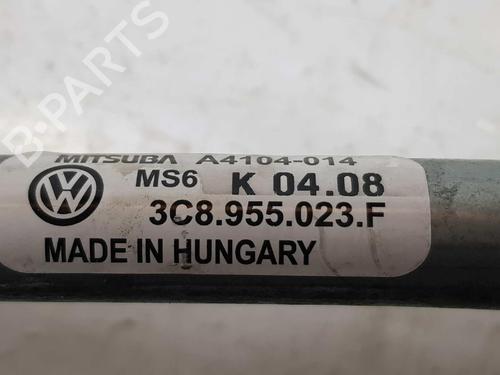 B-PARTS
MITSUBA A4104-014
MS6 K 04.08
3C8.955.023.F
MADE IN HUNGARY